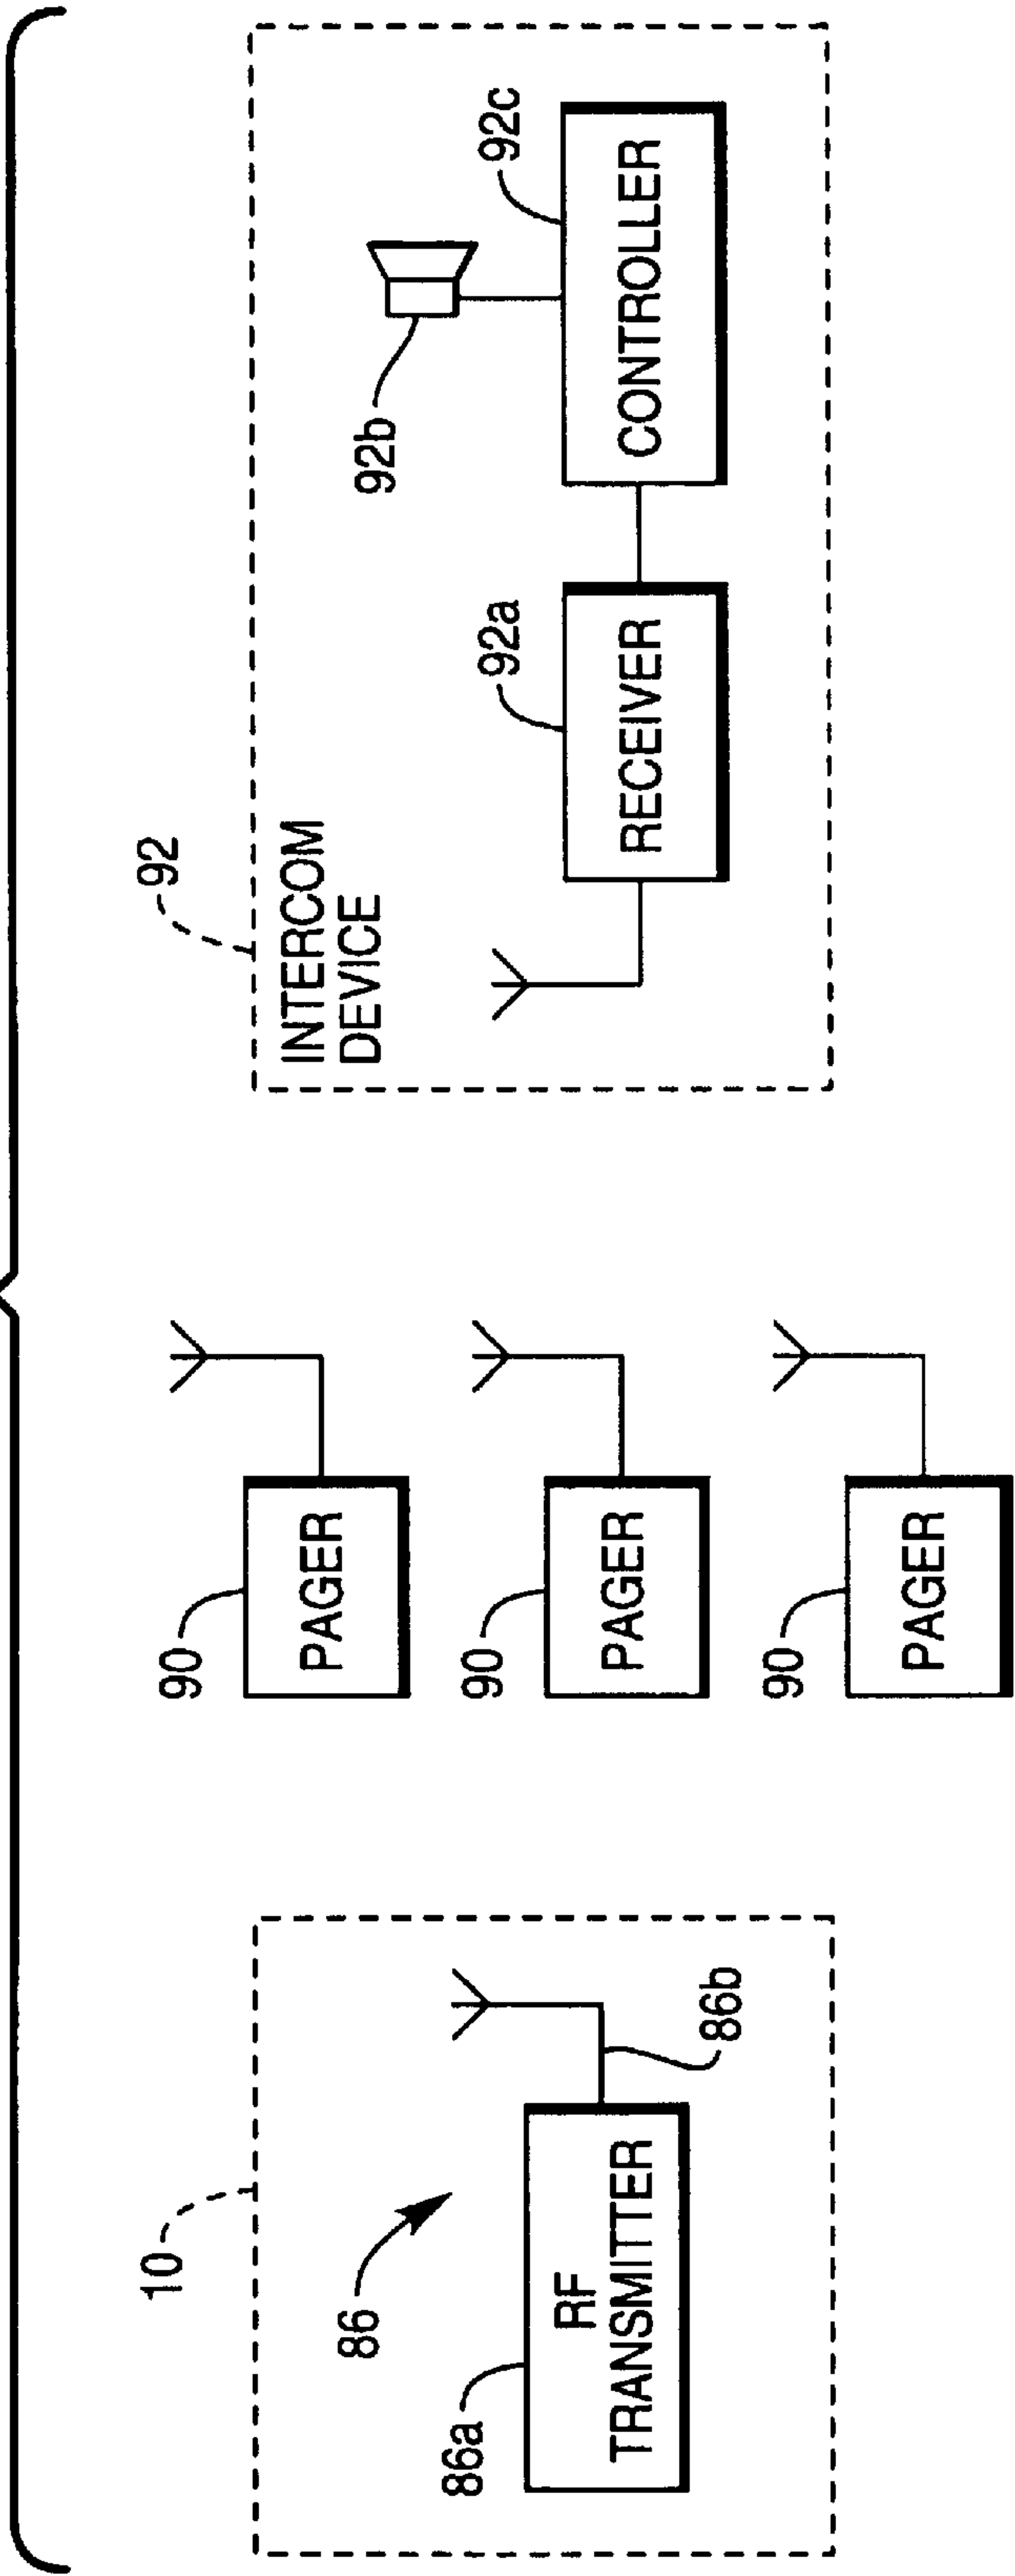 10
86
86a
RF
TRANSMITTER
86b
90
PAGER
90
PAGER
90
PAGER
92
INTERCOM
DEVICE
92a
RECEIVER
92b
92c
CONTROLLER